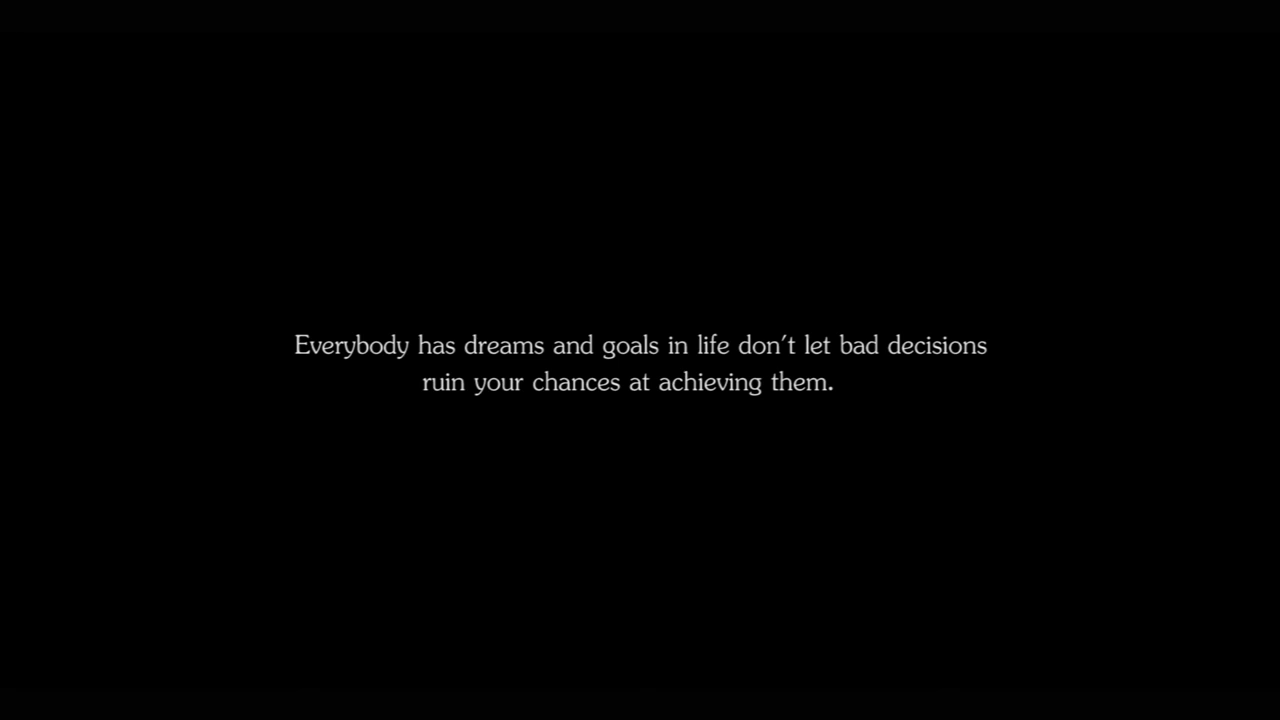 Everybody has dreams and goals in life don't let bad decisions
ruin your chances at achieving them.